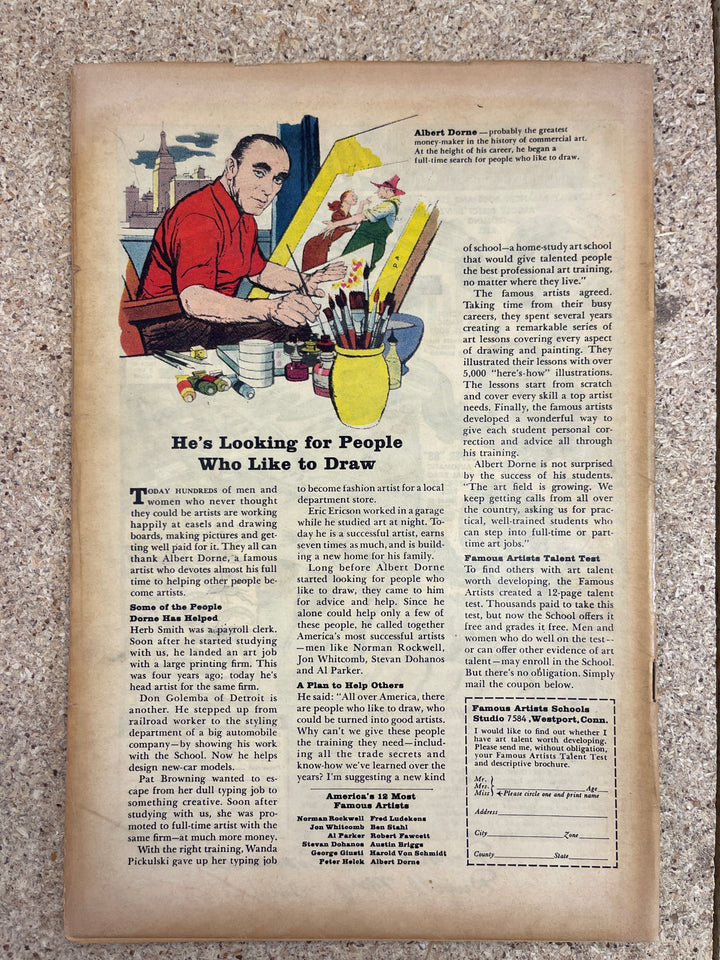 Albert Dorne — probably the greatest
money-maker in the history of commercial art.
At the height of his career, he began a
full-time search for people who like to draw.
He's Looking for People
Who Like to Draw
TODAY HUNDREDS of men and
women who never thought
they could be artists are working
happily at easels and drawing
boards, making pictures and get-
ting well paid for it. They all can
thank Albert Dorne, a famous
artist who devotes almost his full
time to helping other people be-
come artists.
Some of the People
Dorne Has Helped
Herb Smith was a payroll clerk.
Soon after he started studying
with us, he landed an art job
with a large printing firm. This
was four years ago; today he's
head artist for the same firm.
Don Golemba of Detroit is
another. He stepped up from
railroad worker to the styling
department of a big automobile
company—by showing his work
with the School. Now he helps
design new-car models.
Pat Browning wanted to es-
cape from her dull typing job to
something creative. Soon after
studying with us, she was pro-
moted to full-time artist with the
same firm—at much more money.
With the right training, Wanda
Pickulski gave up her typing job
to become fashion artist for a local
department store.
Eric Ericson worked in a garage
while he studied art at night. To-
day he is a successful artist, earns
seven times as much, and is build-
ing a new home for his family.
Long before Albert Dorne
started looking for people who
like to draw, they came to him
for advice and help. Since he
alone could help only a few of
these people, he called together
America's most successful artists
—men like Norman Rockwell,
Jon Whitcomb, Stevan Dohanos
and Al Parker.
A Plan to Help Others
He said: "All over America, there
are people who like to draw, who
could be turned into good artists.
Why can't we give these people
the training they need—includ-
ing all the trade secrets and
know-how we've learned over the
years? I'm suggesting a new kind
America's 12 Most
Famous Artists
Norman Rockwell Fred Ludekens
Jon Whitcomb Ben Stahl
Al Parker Robert Fawcett
Stevan Dohanos Austin Briggs
George Giusti Harold Von Schmidt
Peter Helck Albert Dorne
of school—a home-study art school
that would give talented people
the best professional art training,
no matter where they live."
The famous artists agreed.
Taking time from their busy
careers, they spent several years
creating a remarkable series of
art lessons covering every aspect
of drawing and painting. They
illustrated their lessons with over
5,000 "here's-how" illustrations.
The lessons start from scratch
and cover every skill a top artist
needs. Finally, the famous artists
developed a wonderful way to
give each student personal cor-
rection and advice all through
his training.
Albert Dorne is not surprised
by the success of his students.
"The art field is growing. We
keep getting calls from all over
the country, asking us for prac-
tical, well-trained students who
can step into full-time or part-
time art jobs."
Famous Artists Talent Test
To find others with art talent
worth developing, the Famous
Artists created a 12-page talent
test. Thousands paid to take this
test, but now the School offers it
free and grades it free. Men and
women who do well on the test--
or can offer other evidence of art
talent—may enroll in the School.
But there's no obligation. Simply
mail the coupon below.
Famous Artists Schools
Studio 7584, Westport, Conn.
I would like to find out whether I
have art talent worth developing.
Please send me, without obligation,
your Famous Artists Talent Test
and descriptive brochure.
Mr.
Mrs. Age
Miss Please circle one and print name
Address
City Zone
County State